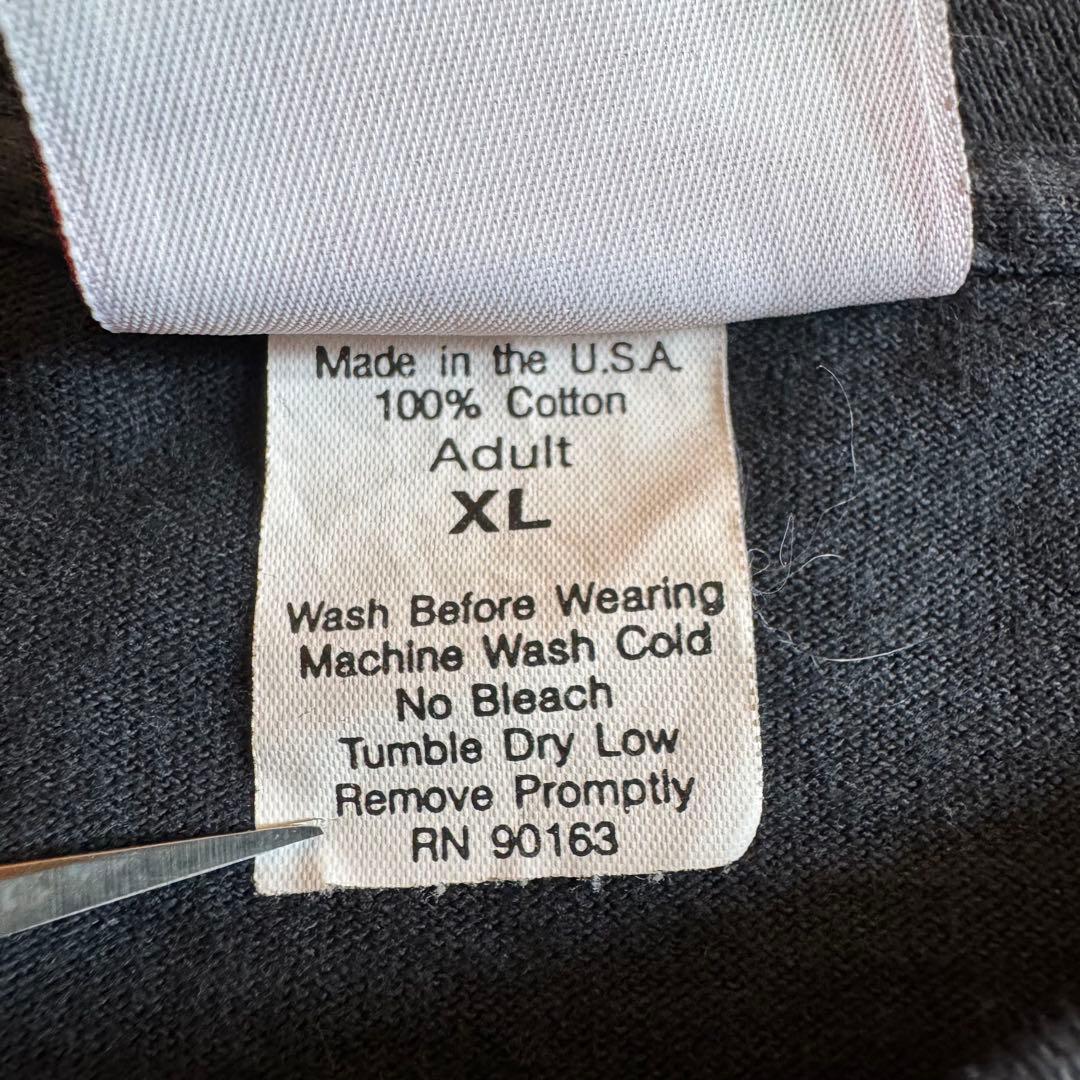 Made in the U.S.A.
100% Cotton
Adult
XL
Wash Before Wearing
Machine Wash Cold
No Bleach
Tumble Dry Low
Remove Promptly
RN 90163